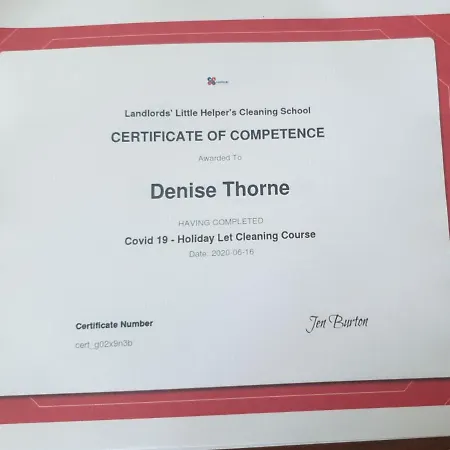 Landlords' Little Helper's Cleaning School
CERTIFICATE OF COMPETENCE
Awarded To
Denise Thorne
HAVING COMPLETED
Covid 19 - Holiday Let Cleaning Course
Date: 2020-06-16
Certificate Number
Jen Burton
cert_g02x9n3b